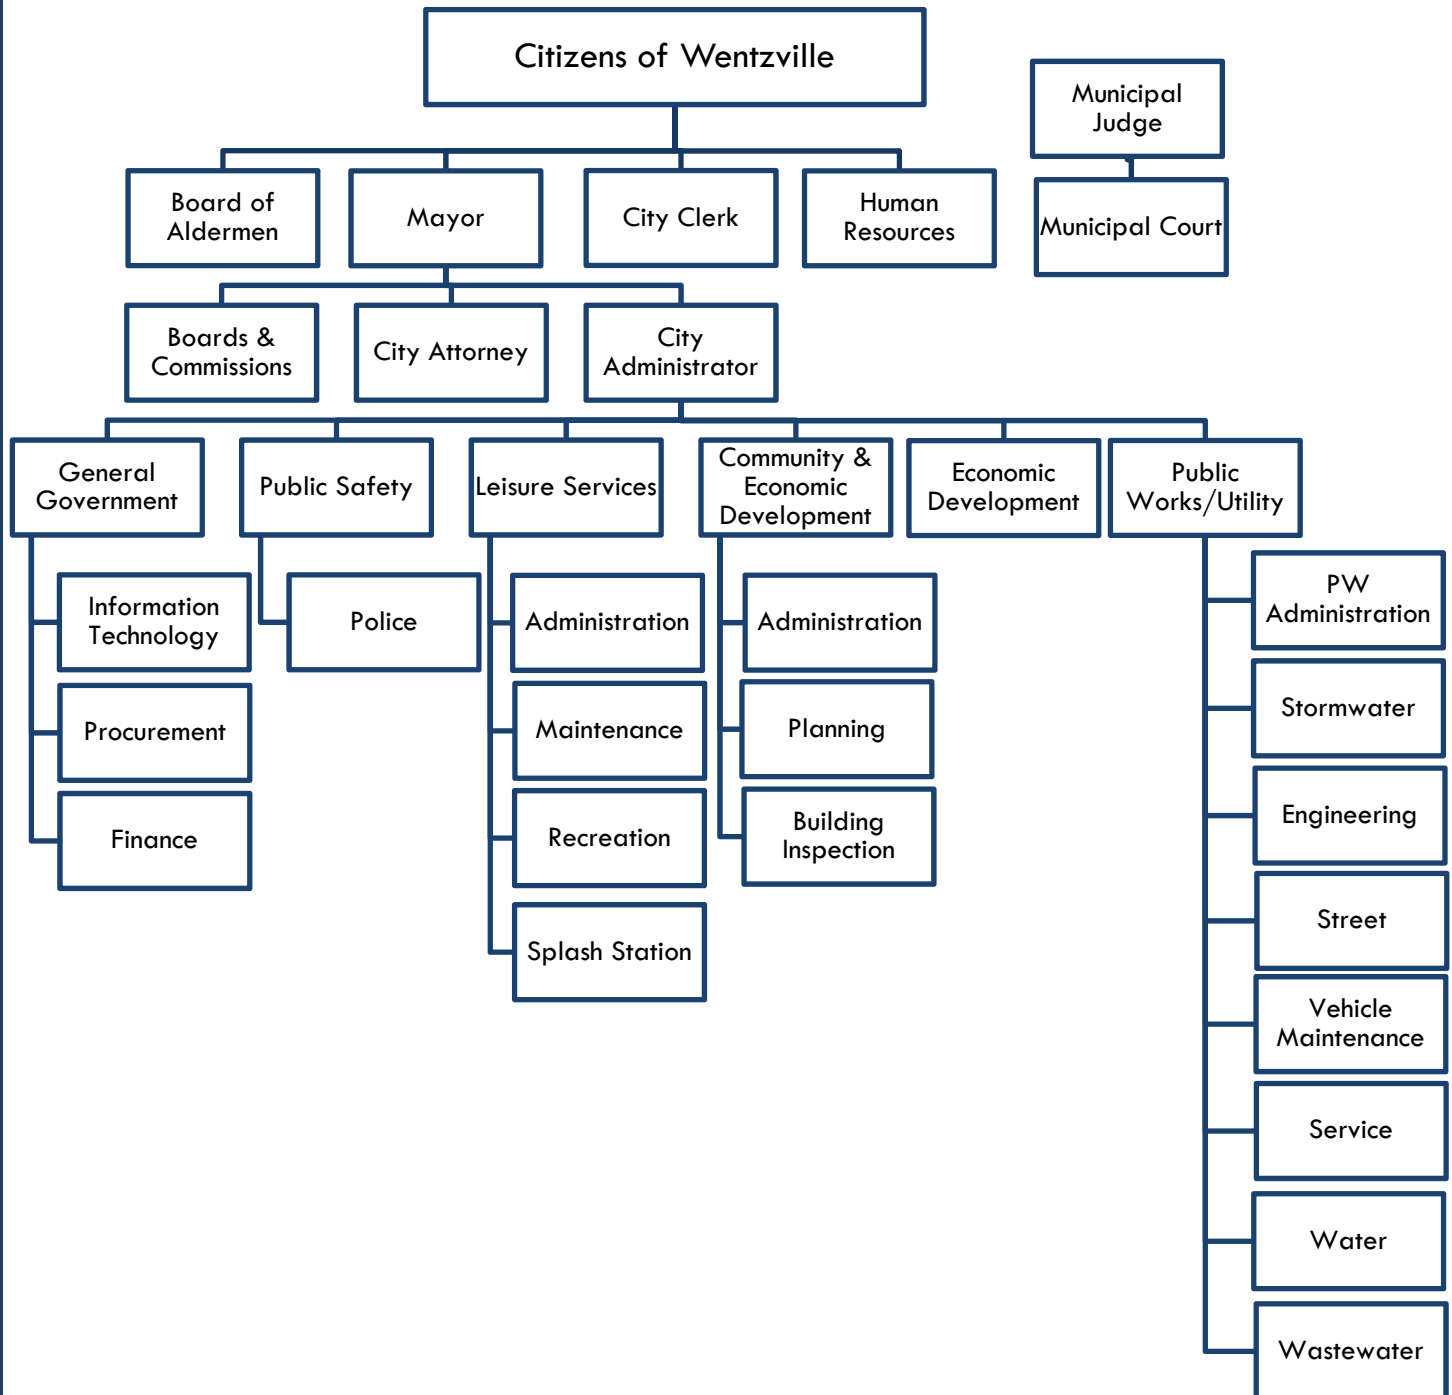 Citizens of Wentzville
Municipal
Judge
Board of
Aldermen
Mayor
City Clerk
Human
Resources
Municipal Court
Boards &
Commissions
City Attorney
City
Administrator
General
Government
Public Safety
Leisure Services
Community &
Economic
Development
Economic
Development
Public
Works/Utility
Information
Technology
Procurement
Finance
Police
Administration
Maintenance
Recreation
Splash Station
Administration
Planning
Building
Inspection
PW
Administration
Stormwater
Engineering
Street
Vehicle
Maintenance
Service
Water
Wastewater